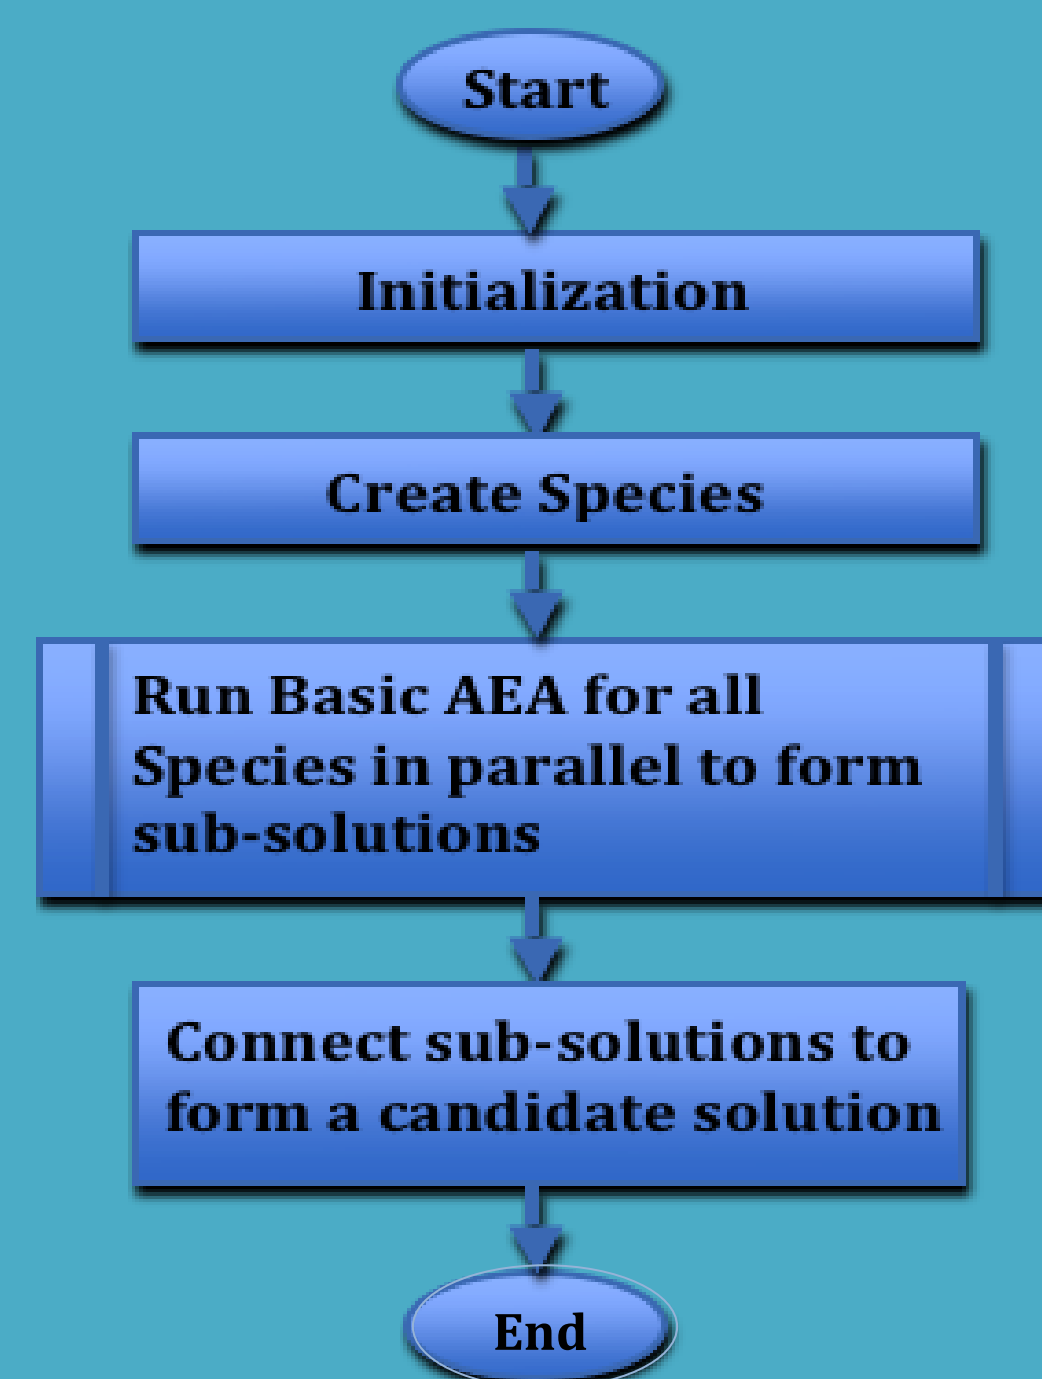 Start
Initialization
Create Species
Run Basic AEA for all
Species in parallel to form
sub-solutions
Connect sub-solutions to
form a candidate solution
End